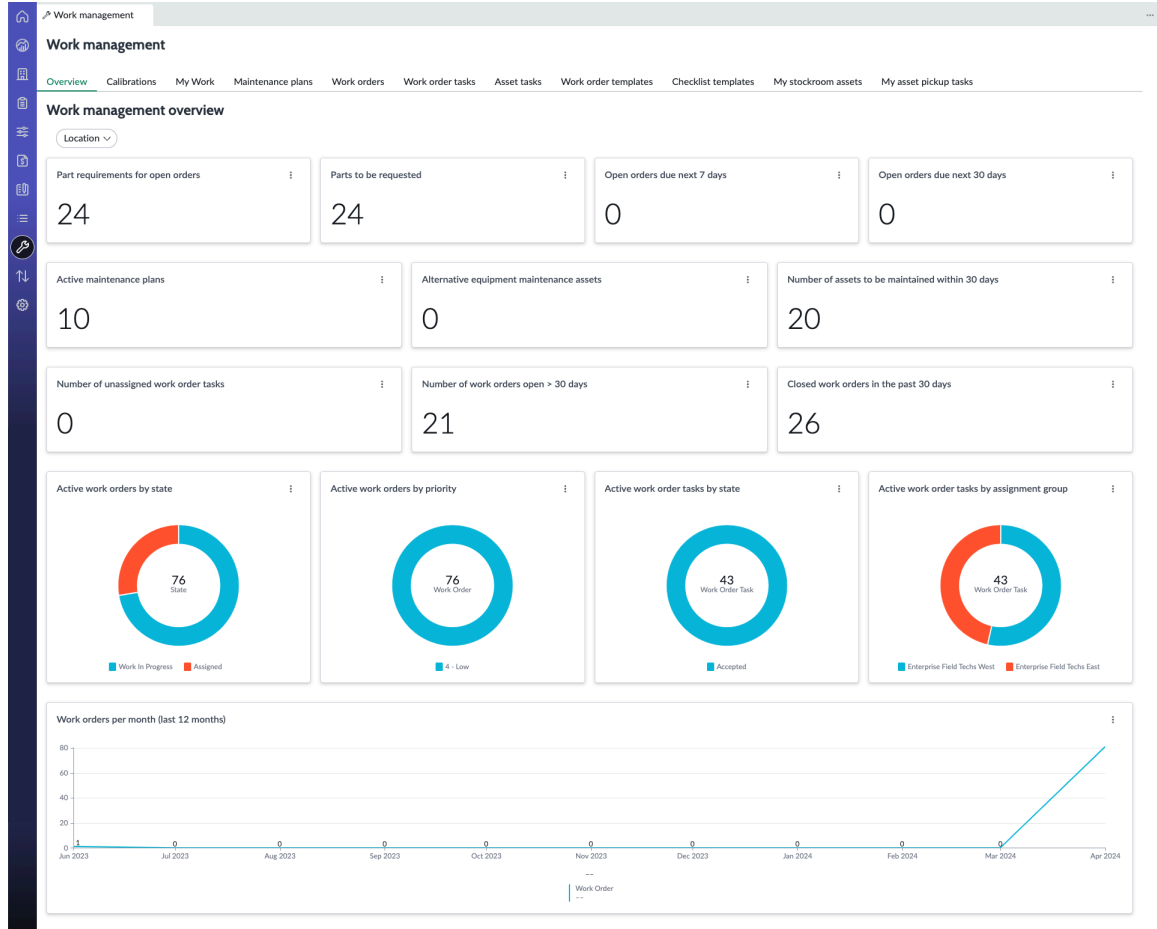 Work management
Work management
Overview Calibrations My Work Maintenance plans Work orders Work order tasks Asset tasks Work order templates Checklist templates My stockroom assets My asset pickup tasks
Work management overview
Location
Part requirements for open orders
24
Parts to be requested
24
Open orders due next 7 days
0
Open orders due next 30 days
0
Active maintenance plans
10
Alternative equipment maintenance assets
0
Number of assets to be maintained within 30 days
20
Number of unassigned work order tasks
0
Number of work orders open > 30 days
21
Closed work orders in the past 30 days
26
Active work orders by state
76
State
Work In Progress Assigned
Active work orders by priority
76
Work Order
4 - Low
Active work order tasks by state
43
Work Order Task
Accepted
Active work order tasks by assignment group
43
Work Order Task
Enterprise Field Techs West Enterprise Field Techs East
Work orders per month (last 12 months)
80
60
40
20
0
1 0 0 0 0 0 0 0 0 0
Jun 2023 Jul 2023 Aug 2023 Sep 2023 Oct 2023 Nov 2023 Dec 2023 Jan 2024 Feb 2024 Mar 2024 Apr 2024
--
Work Order
--